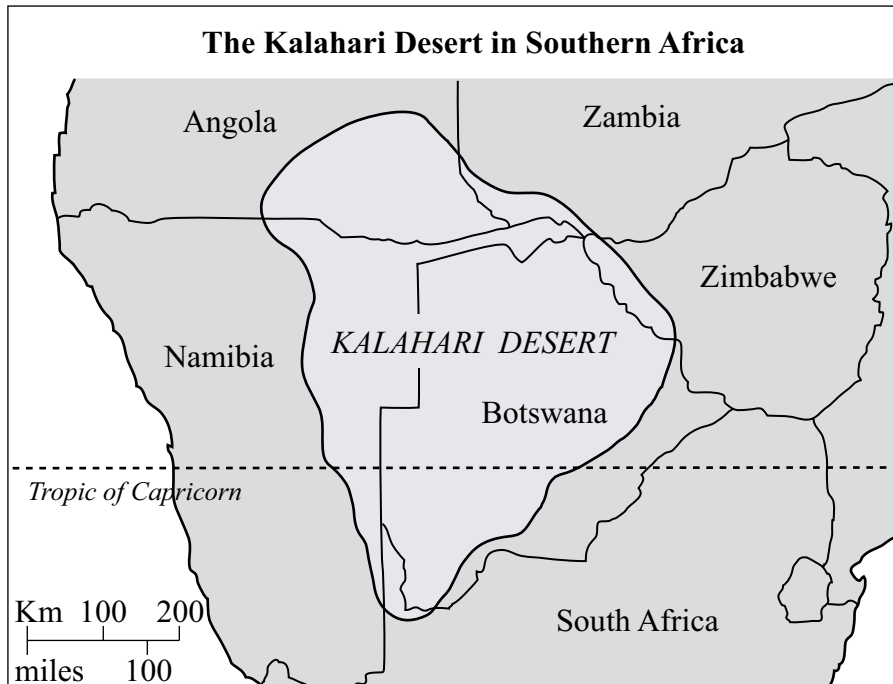 The Kalahari Desert in Southern Africa
Angola
Zambia
Zimbabwe
KALAHARI DESERT
Namibia
Botswana
Tropic of Capricorn
Km 100 200
South Africa
miles 100